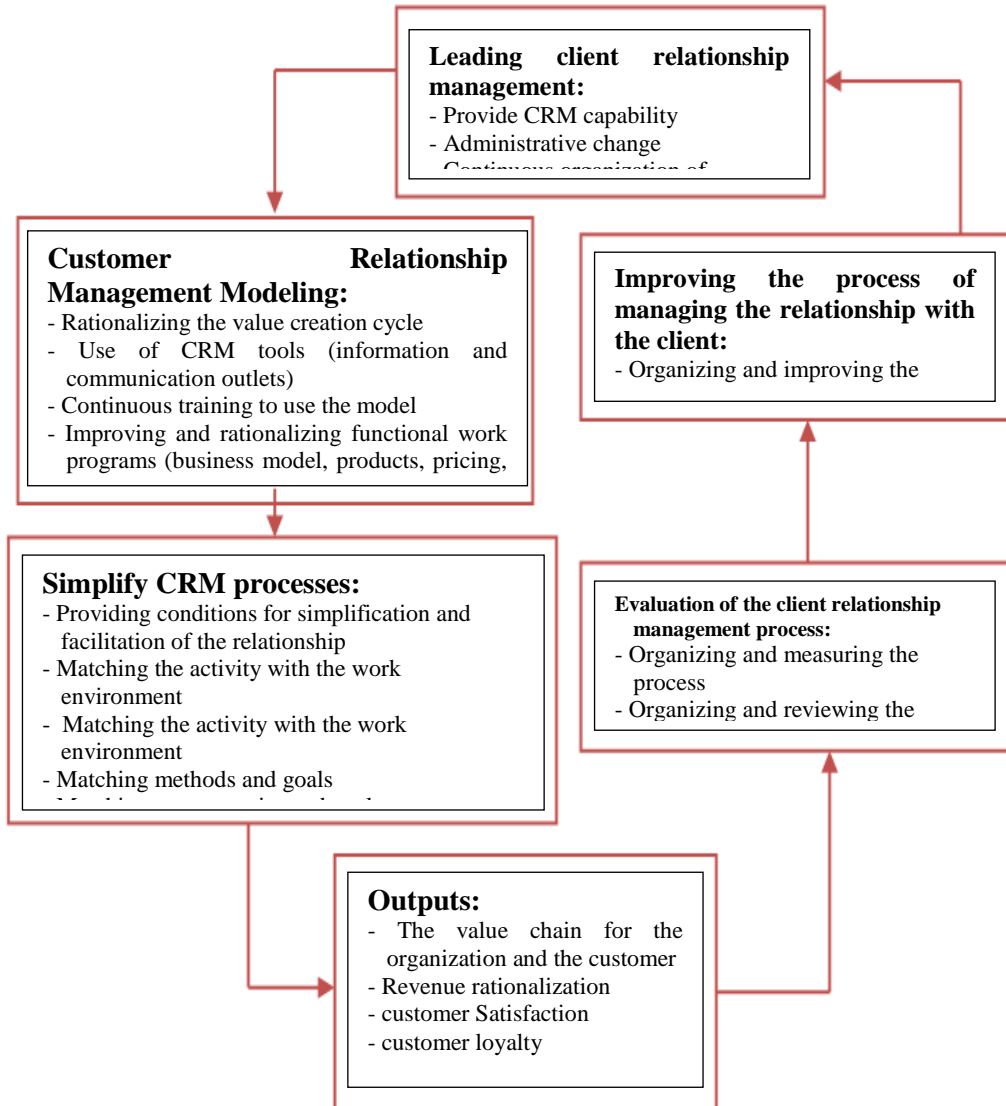 Leading client relationship
management:
- Provide CRM capability
- Administrative change
- Continuous organization of
Customer Relationship
Management Modeling:
- Rationalizing the value creation cycle
- Use of CRM tools (information and
communication outlets)
- Continuous training to use the model
- Improving and rationalizing functional work
programs (business model, products, pricing,
Simplify CRM processes:
- Providing conditions for simplification and
facilitation of the relationship
- Matching the activity with the work
environment
- Matching the activity with the work
environment
- Matching methods and goals
Outputs:
- The value chain for the
organization and the customer
- Revenue rationalization
- customer Satisfaction
- customer loyalty
Evaluation of the client relationship
management process:
- Organizing and measuring the
process
- Organizing and reviewing the
Improving the process of
managing the relationship with
the client:
- Organizing and improving the